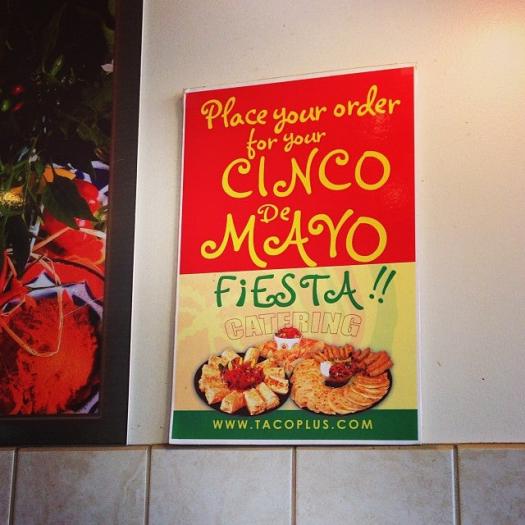 Place your order
for your
CINCO
De
MAYO
FiESTA!!
CATERING
WWW.TACOPLUS.COM